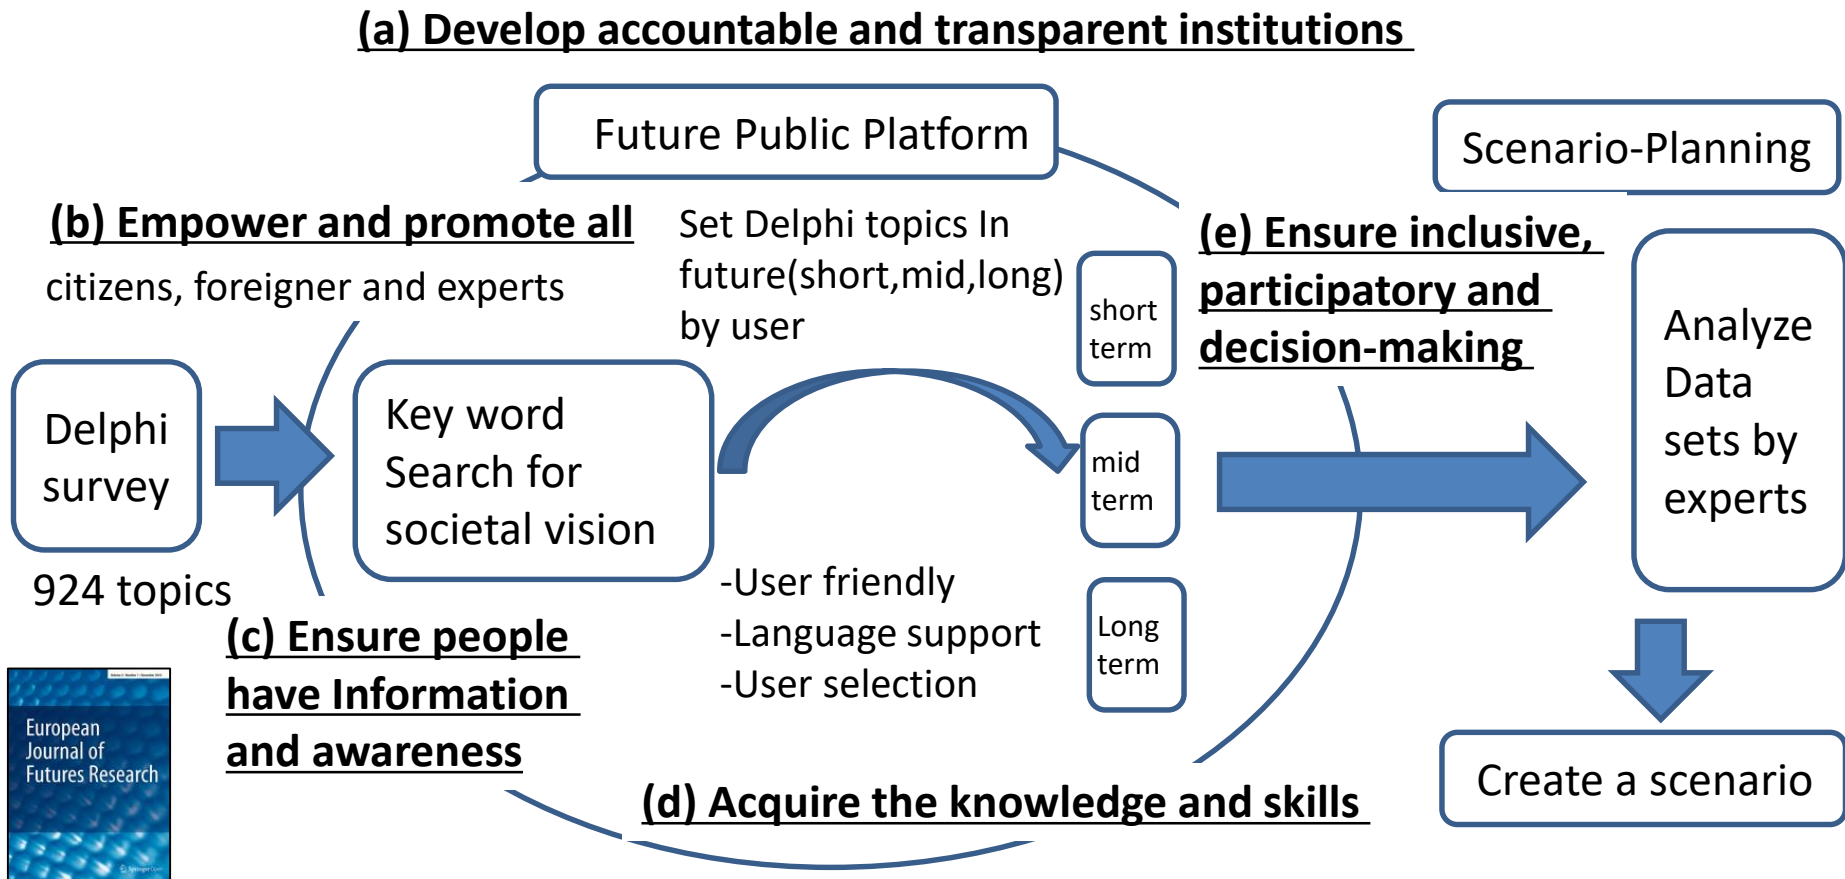 (a) Develop accountable and transparent institutions
Future Public Platform
Scenario-Planning
(b) Empower and promote all
citizens, foreigner and experts
Set Delphi topics In
future(short,mid,long)
by user
short
term
(e) Ensure inclusive,
participatory and
decision-making
Delphi
survey
924 topics
Key word
Search for
societal vision
mid
term
Analyze
Data
sets by
experts
-User friendly
-Language support
-User selection
Long
term
(c) Ensure people
have Information
and awareness
(d) Acquire the knowledge and skills
Create a scenario
European
Journal of
Futures Research